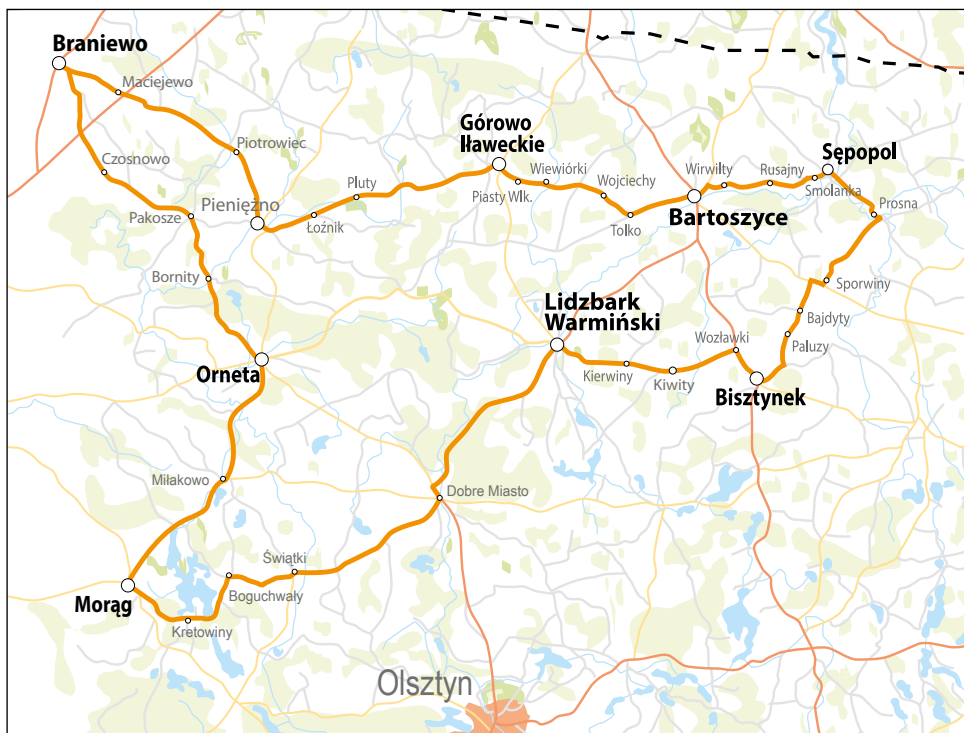 Braniewo
Maciejewo
Piotrowiec
Czosnowo
Pakosze
Pieniężno
Łoźnik
Pluty
Górowo
Iławeckie
Piasty Wlk.
Wiewiórki
Wojciechy
Tolko
Wirwilty
Bartoszyce
Rusajny
Sępopol
Smolanka
Prosna
Sporwiny
Bajdyty
Paluzy
Bornity
Orneta
Lidzbark
Warmiński
Wozławki
Kierwiny
Kiwity
Bisztynek
Miłakowo
Dobre Miasto
Świątki
Boguchwały
Morąg
Kretowiny
Olsztyn